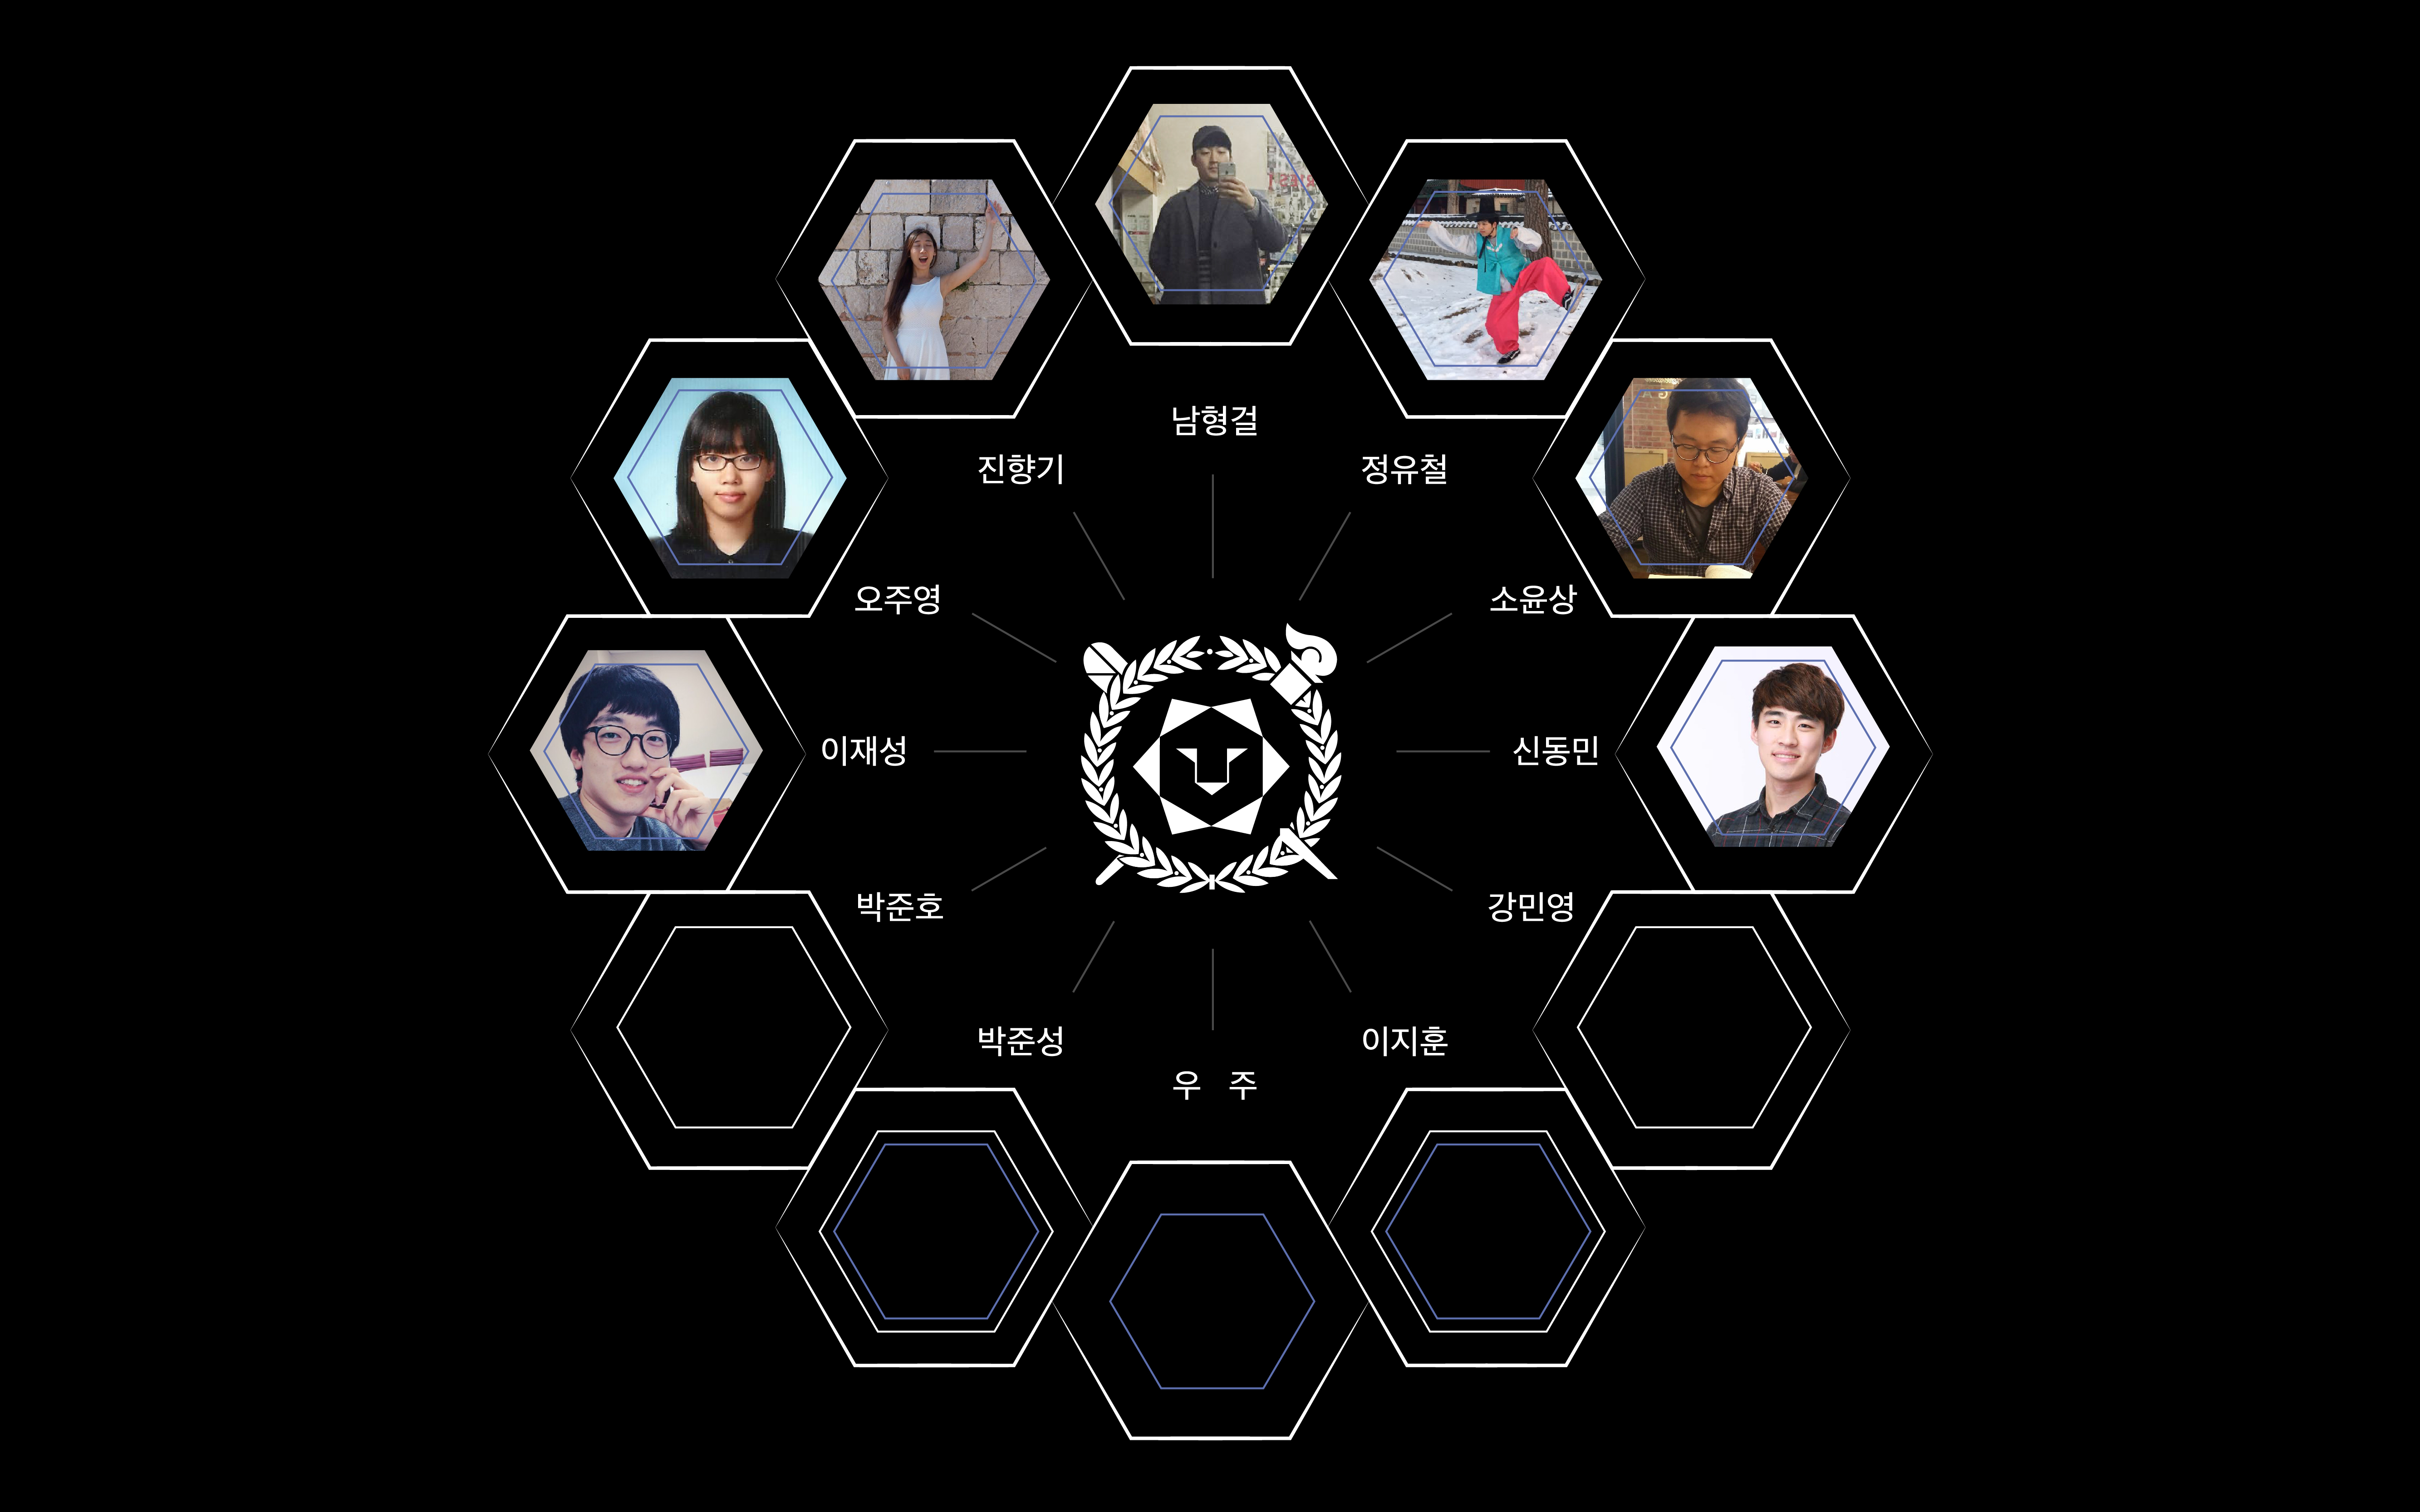 남형걸
진향기
정유철
오주영
소윤상
이재성
신동민
박준호
강민영
박준성
이지훈
우 주